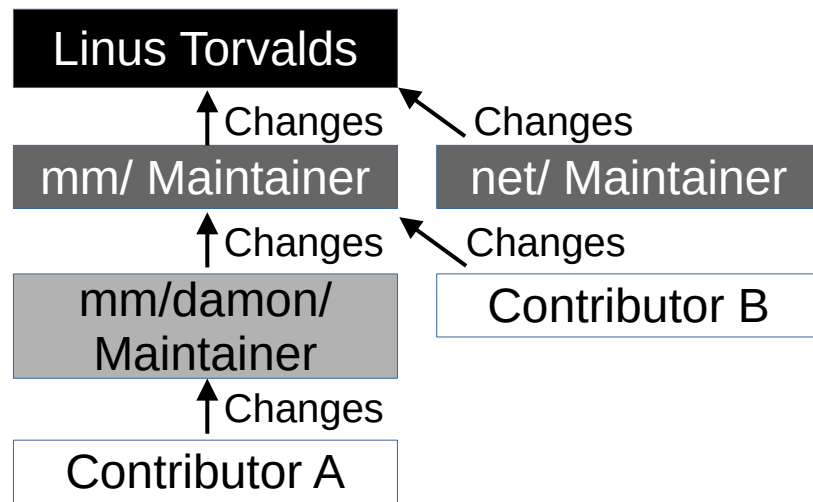 Linus Torvalds
Changes
Changes
mm/ Maintainer
net/ Maintainer
Changes
Changes
mm/damon/
Maintainer
Contributor B
Changes
Contributor A